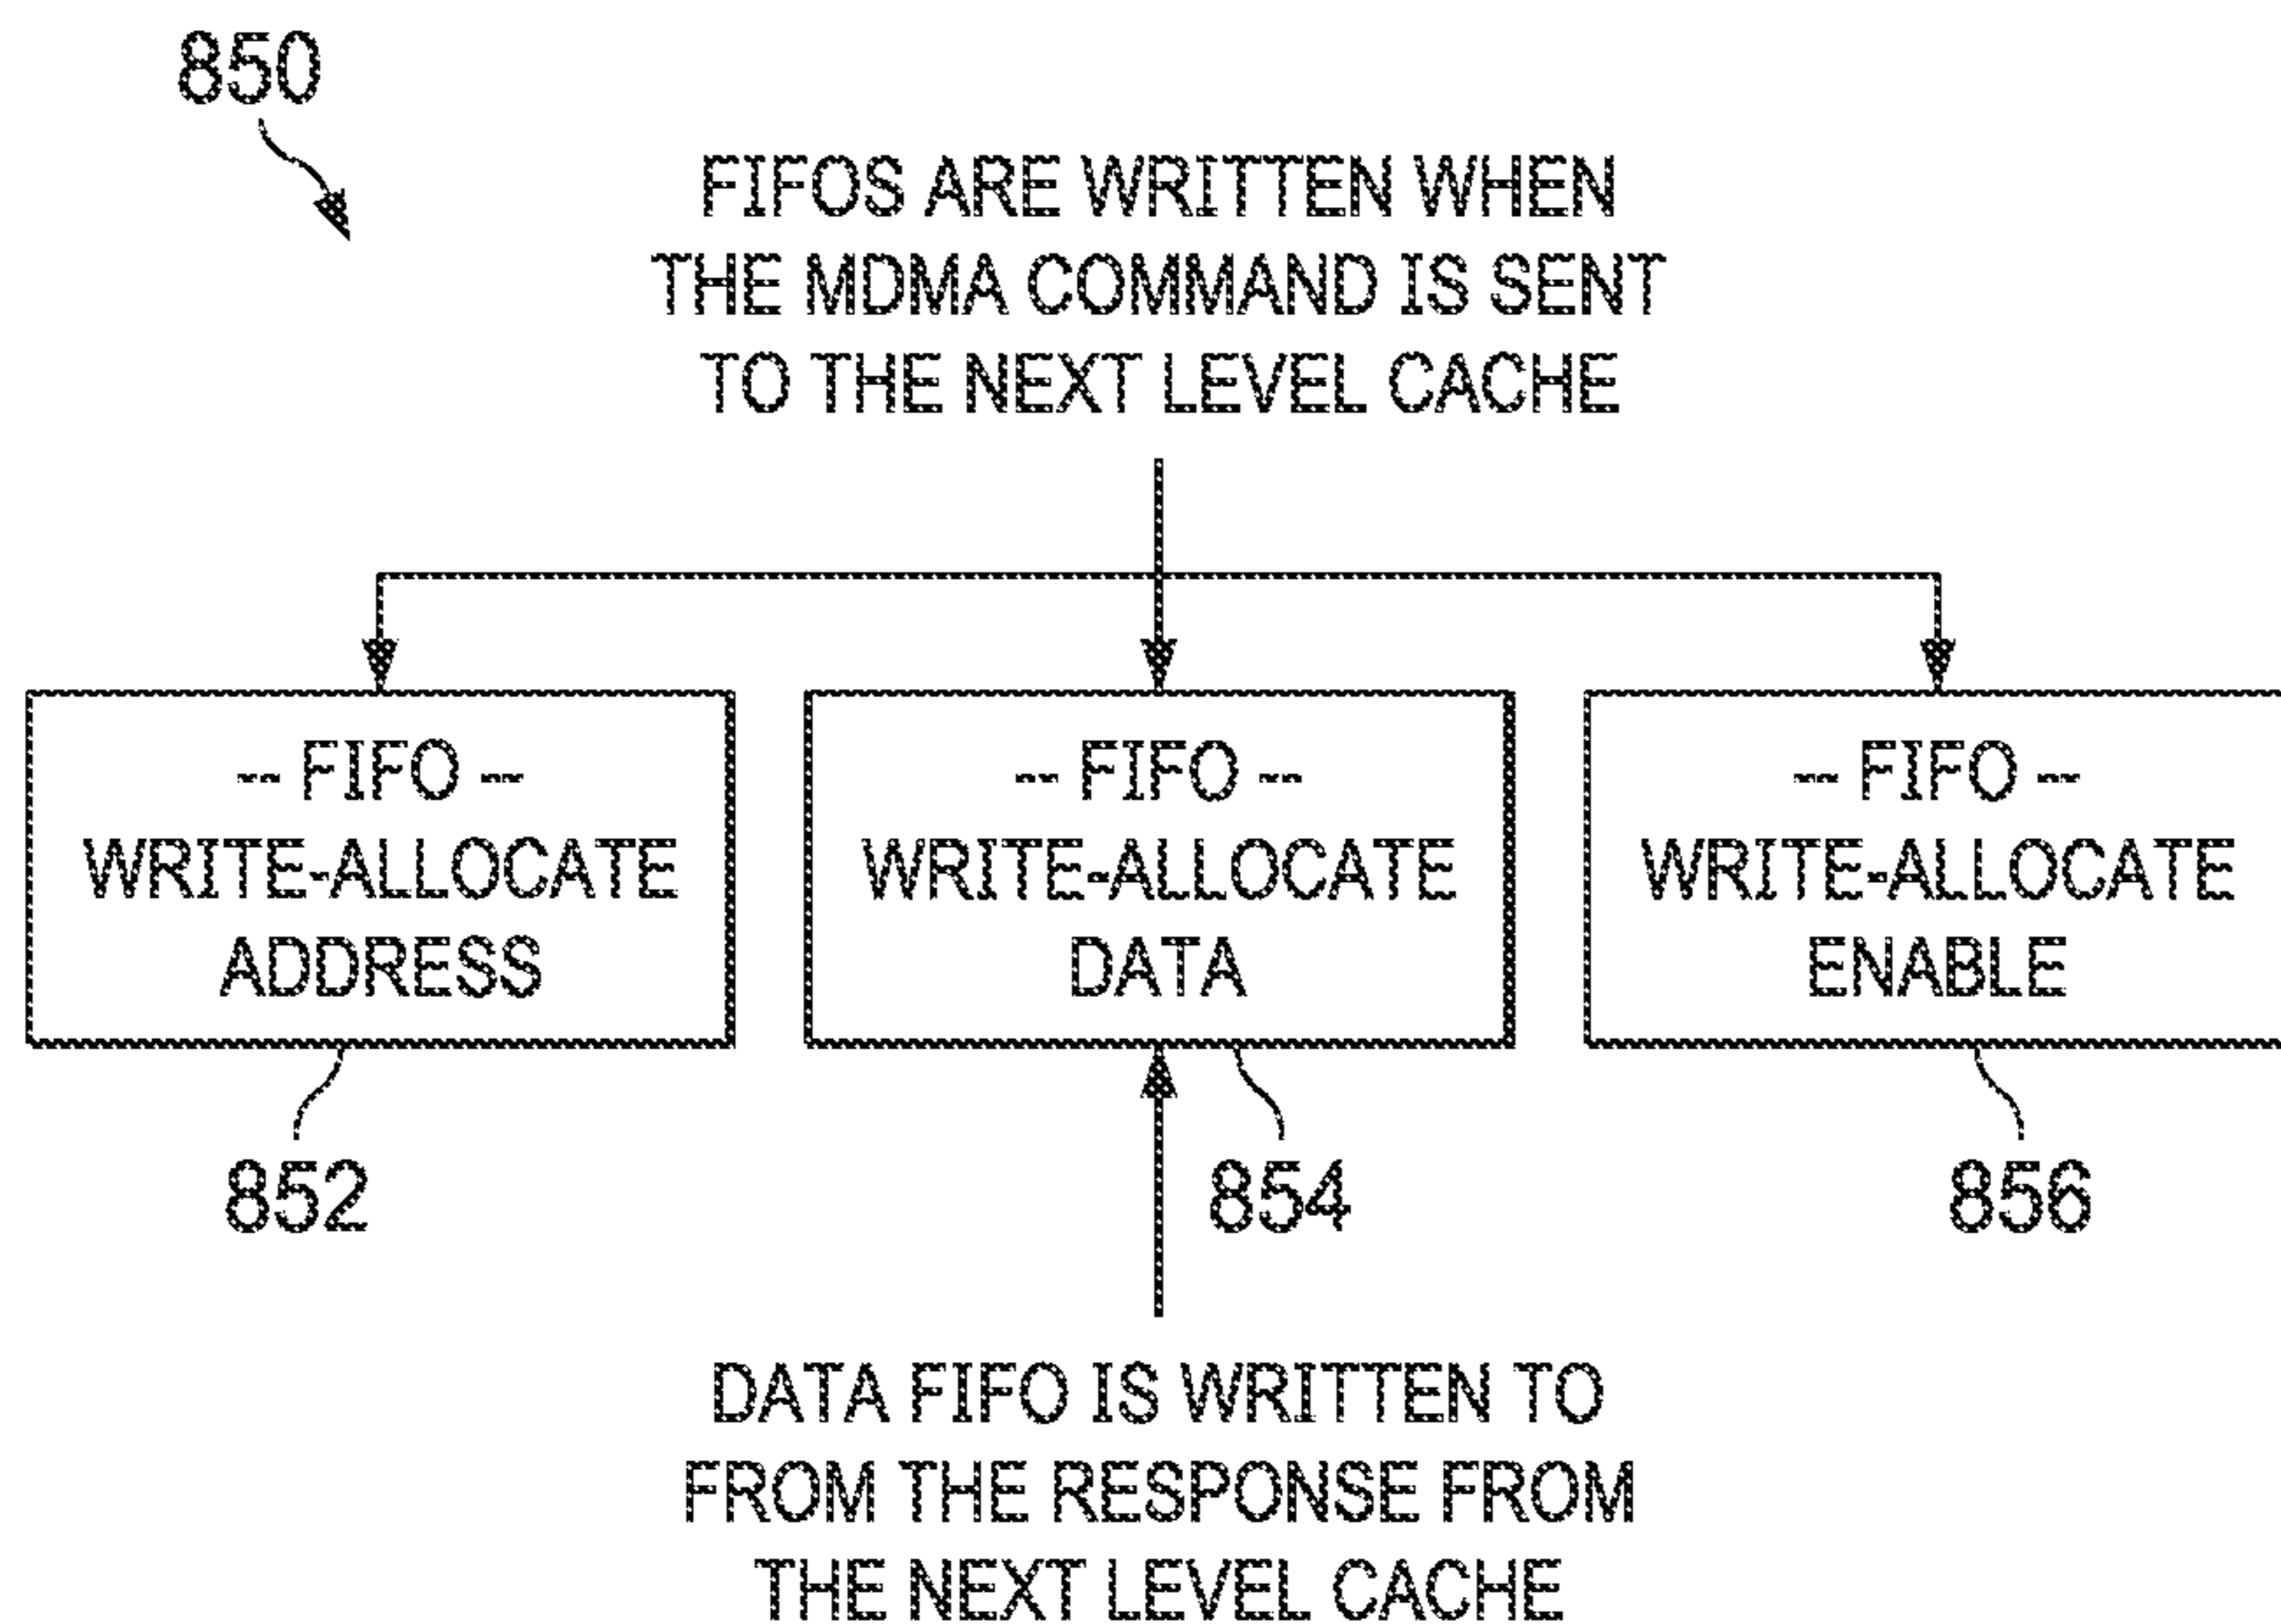 850
FIFOS ARE WRITTEN WHEN
THE MDMA COMMAND IS SENT
TO THE NEXT LEVEL CACHE
-- FIFO --
WRITE-ALLOCATE
ADDRESS
-- FIFO --
WRITE-ALLOCATE
DATA
-- FIFO --
WRITE-ALLOCATE
ENABLE
852
854
856
DATA FIFO IS WRITTEN TO
FROM THE RESPONSE FROM
THE NEXT LEVEL CACHE